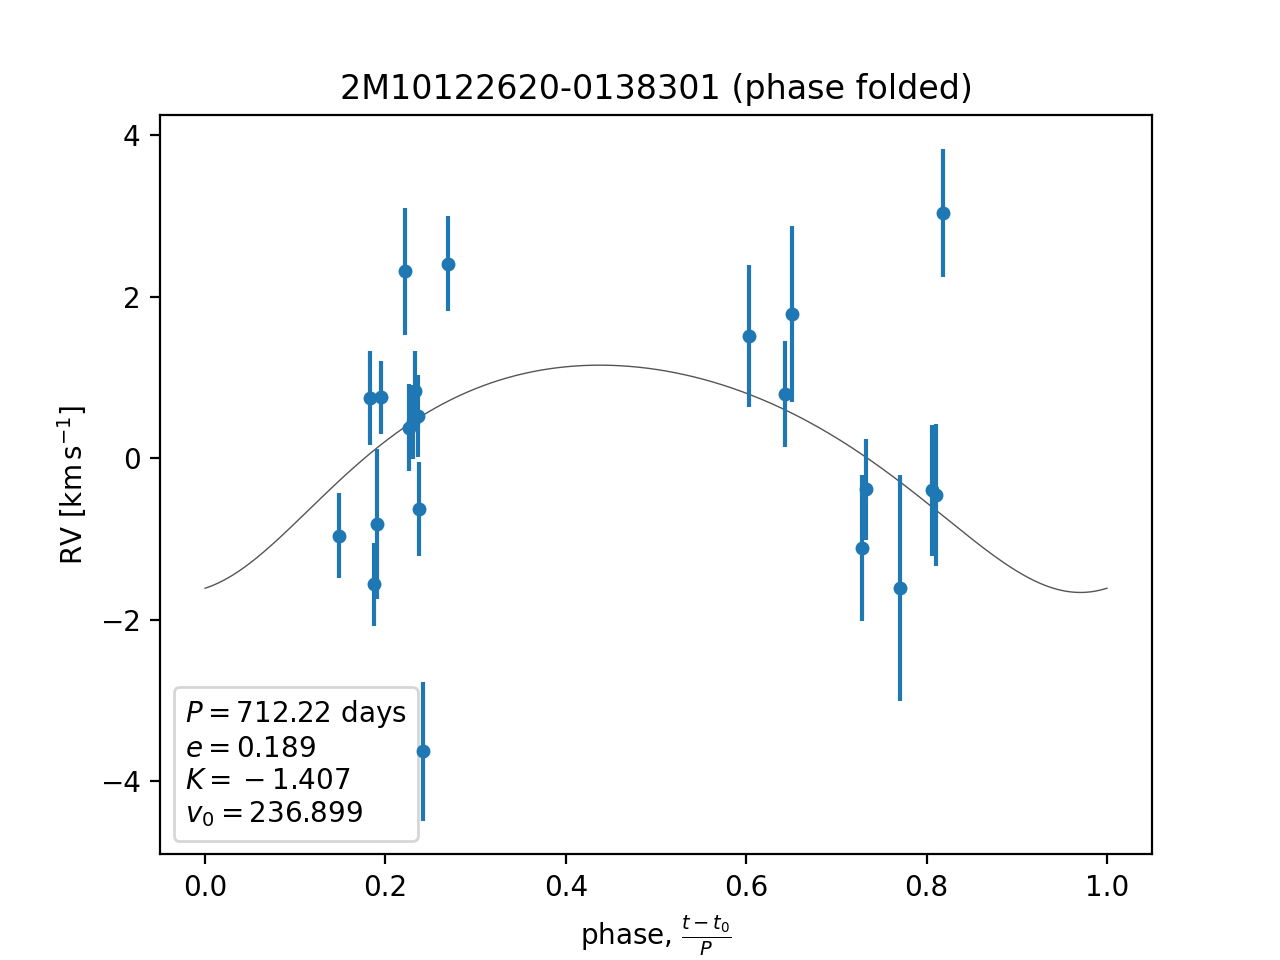 2M10122620-0138301 (phase folded)
4
2
0
−2
−4
RV [km s⁻¹]
P = 712.22 days
e = 0.189
K = −1.407
v₀ = 236.899
0.0 0.2 0.4 0.6 0.8 1.0
phase, (t − t₀)/P